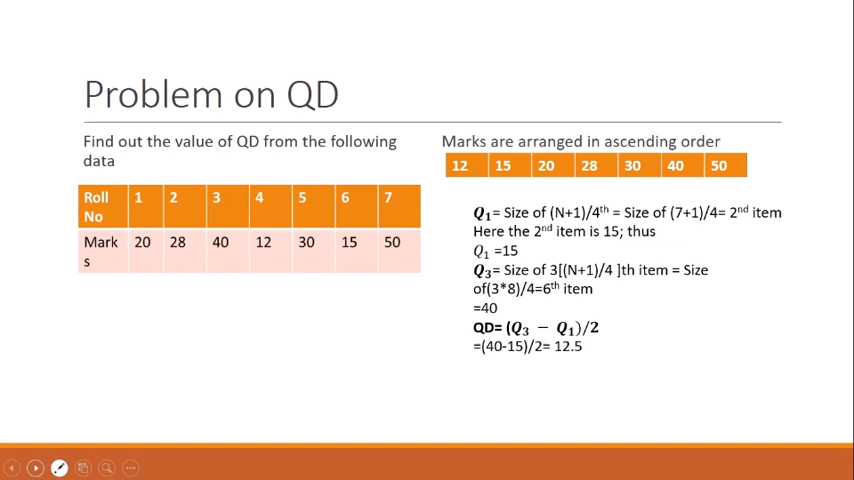 Problem on QD
Find out the value of QD from the following
data
Roll No 1 2 3 4 5 6 7
Mark s 20 28 40 12 30 15 50
Marks are arranged in ascending order
12 15 20 28 30 40 50
Q₁= Size of (N+1)/4th = Size of (7+1)/4= 2nd item
Here the 2nd item is 15; thus
Q₁ =15
Q₃= Size of 3[(N+1)/4 ]th item = Size
of(3*8)/4=6th item
=40
QD= (Q₃ − Q₁)/2
=(40-15)/2= 12.5